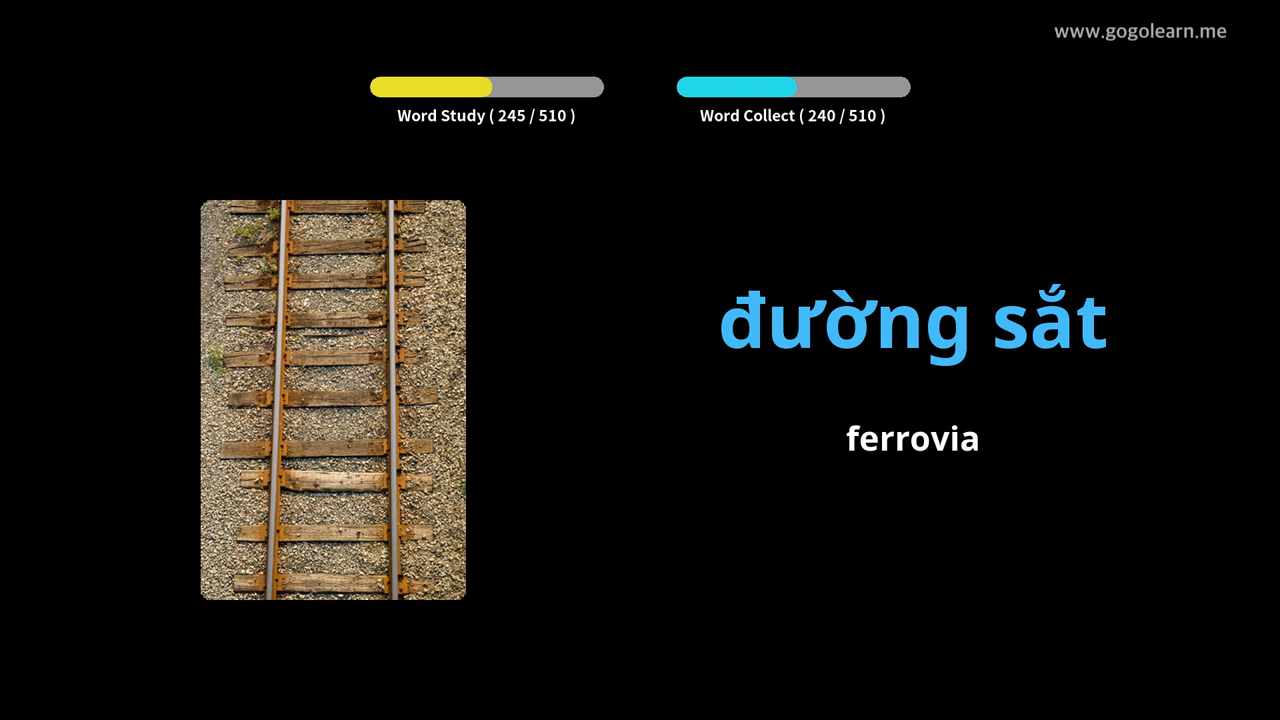 www.gogolearn.me
Word Study ( 245 / 510 )
Word Collect ( 240 / 510 )
đường sắt
ferrovia